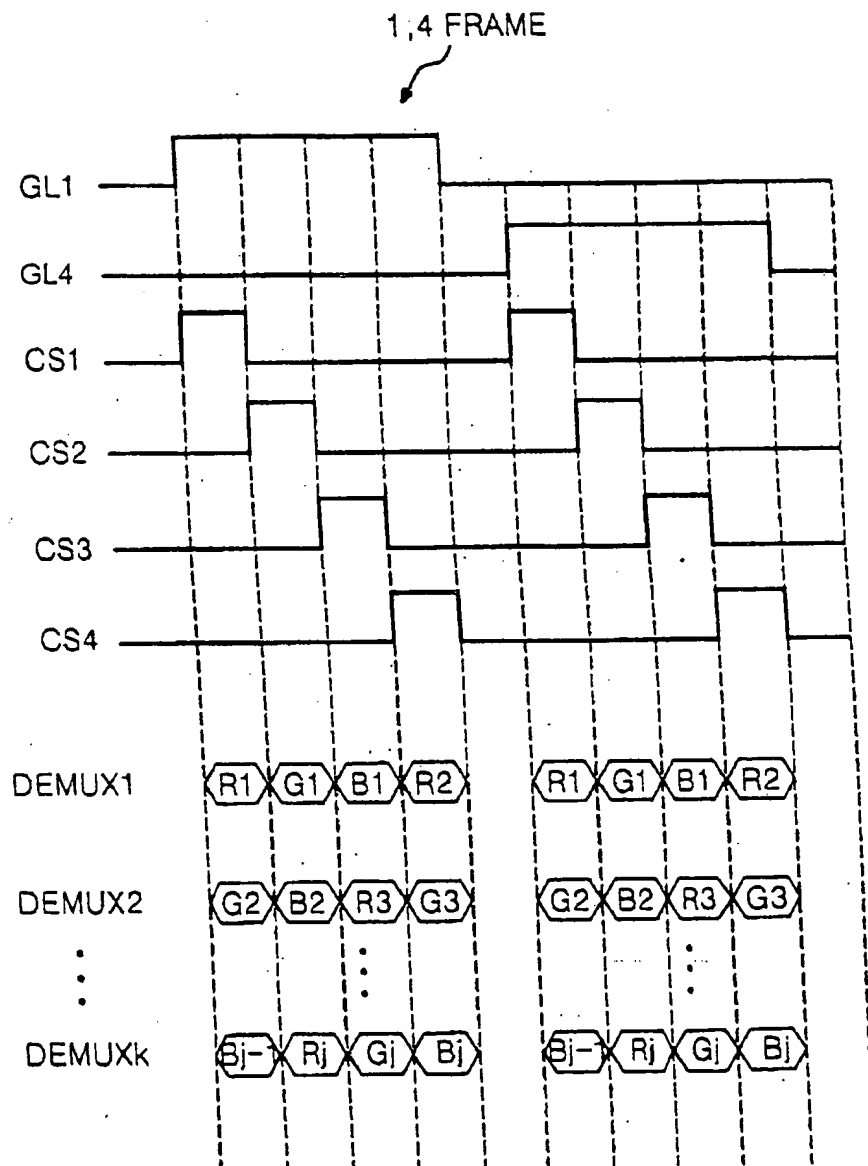 1,4 FRAME
GL1
GL4
CS1
CS2
CS3
CS4
DEMUX1 R1 G1 B1 R2 R1 G1 B1 R2
DEMUX2 G2 B2 R3 G3 G2 B2 R3 G3
DEMUXk Bj-1 Rj Gj Bj Bj-1 Rj Gj Bj